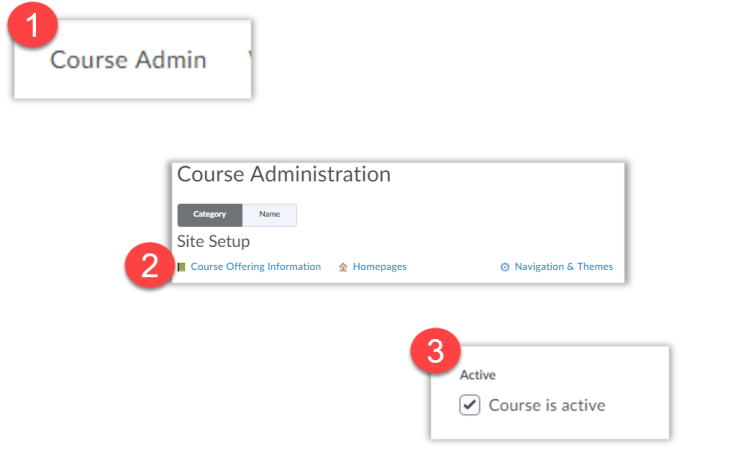 1
Course Admin
Course Administration
Category Name
Site Setup
2 Course Offering Information Homepages Navigation & Themes
3
Active
Course is active